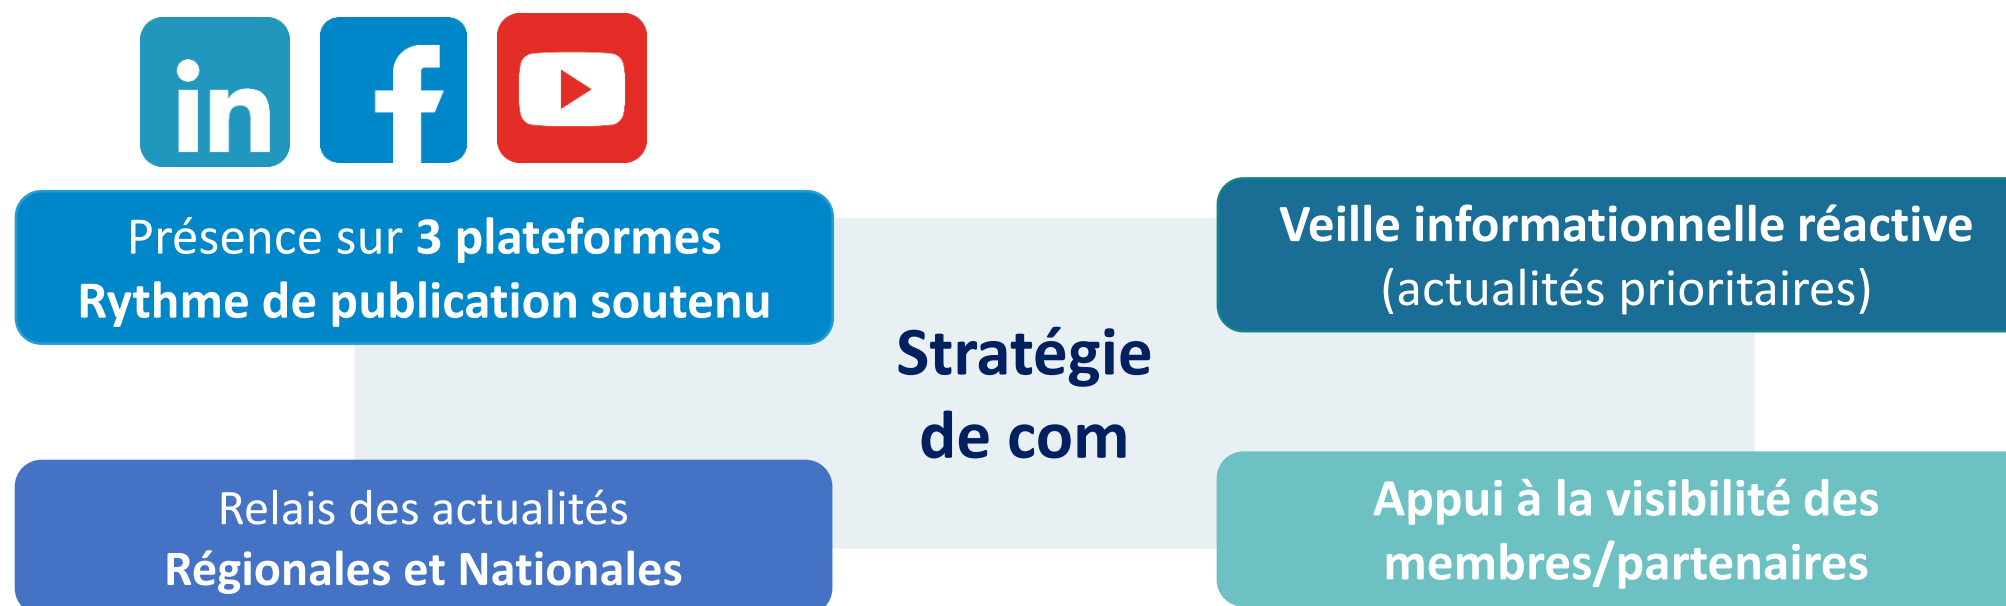 in
f
Présence sur 3 plateformes
Rythme de publication soutenu
Veille informationnelle réactive
(actualités prioritaires)
Stratégie
de com
Relais des actualités
Régionales et Nationales
Appui à la visibilité des
membres/partenaires